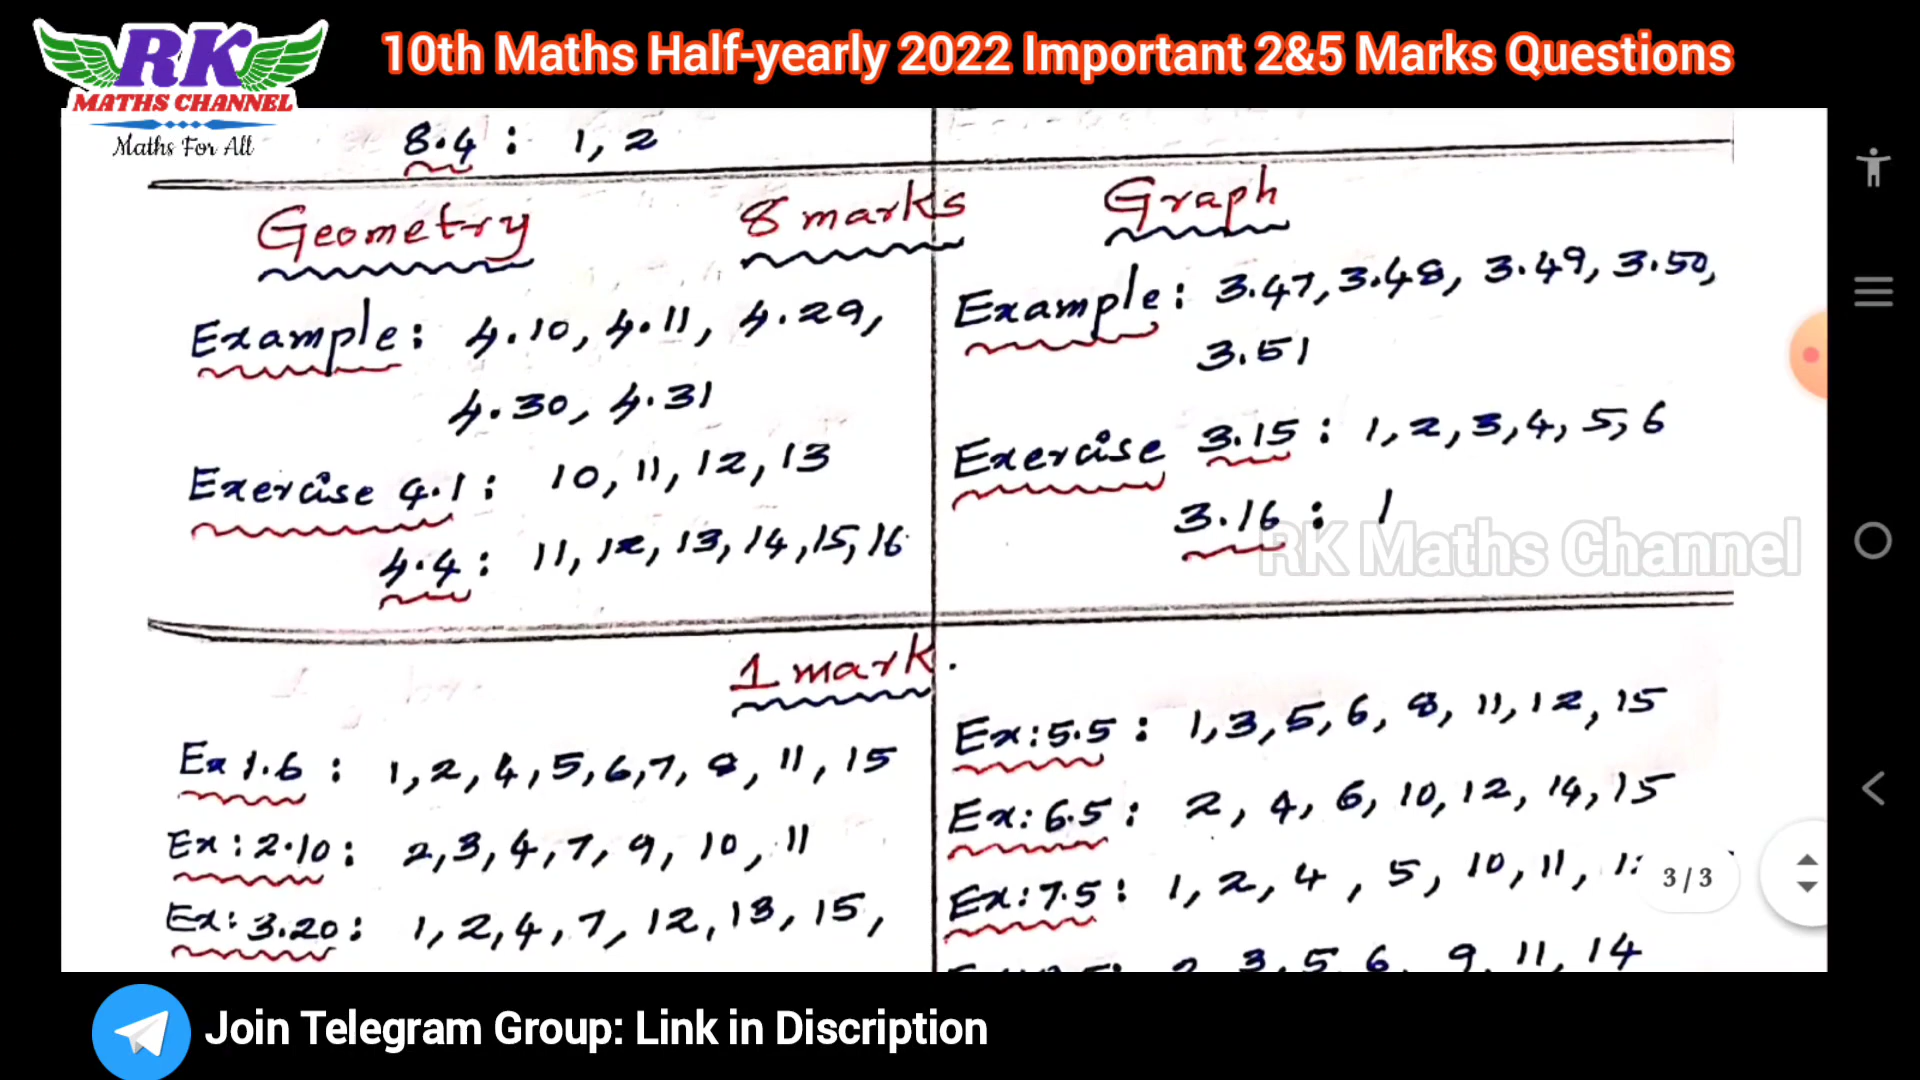 RK
MATHS CHANNEL
Maths For All
10th Maths Half-yearly 2022 Important 2&5 Marks Questions
8.4 : 1, 2
Geometry 8 marks Graph
Example : 4.10, 4.11, 4.29,
4.30, 4.31
Exercise 4.1 : 10, 11, 12, 13
4.4 : 11, 12, 13, 14, 15, 16
Example : 3.47, 3.48, 3.49, 3.50,
3.51
Exercise 3.15 : 1, 2, 3, 4, 5, 6
3.16 : 1
RK Maths Channel
1 mark.
Ex 1.6 : 1, 2, 4, 5, 6, 7, 8, 11, 15
Ex : 2.10 : 2, 3, 4, 7, 9, 10, 11
Ex : 3.20 : 1, 2, 4, 7, 12, 13, 15,
Ex : 5.5 : 1, 3, 5, 6, 8, 11, 12, 15
Ex : 6.5 : 2, 4, 6, 10, 12, 14, 15
Ex : 7.5 : 1, 2, 4, 5, 10, 11,
3, 5, 6, 9, 11, 14
3 / 3
Join Telegram Group: Link in Discription